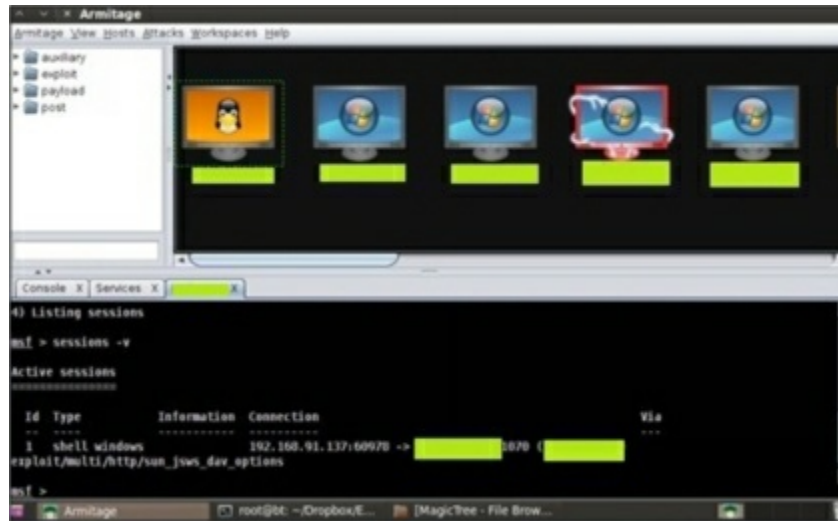 Armitage
Armitage View Hosts Attacks Workspaces Help
auxiliary
exploit
payload
post
Console X Services X X
4) Listing sessions
msf > sessions -v
Active sessions
===============
Id Type Information Connection Via
-- ---- ----------- ---------- ---
1 shell windows 192.168.91.137:60978 -> 1070 (
exploit/multi/http/sun_jsws_dav_options
msf >
Armitage root@bt: ~/Dropbox/E... [MagicTree - File Brow...